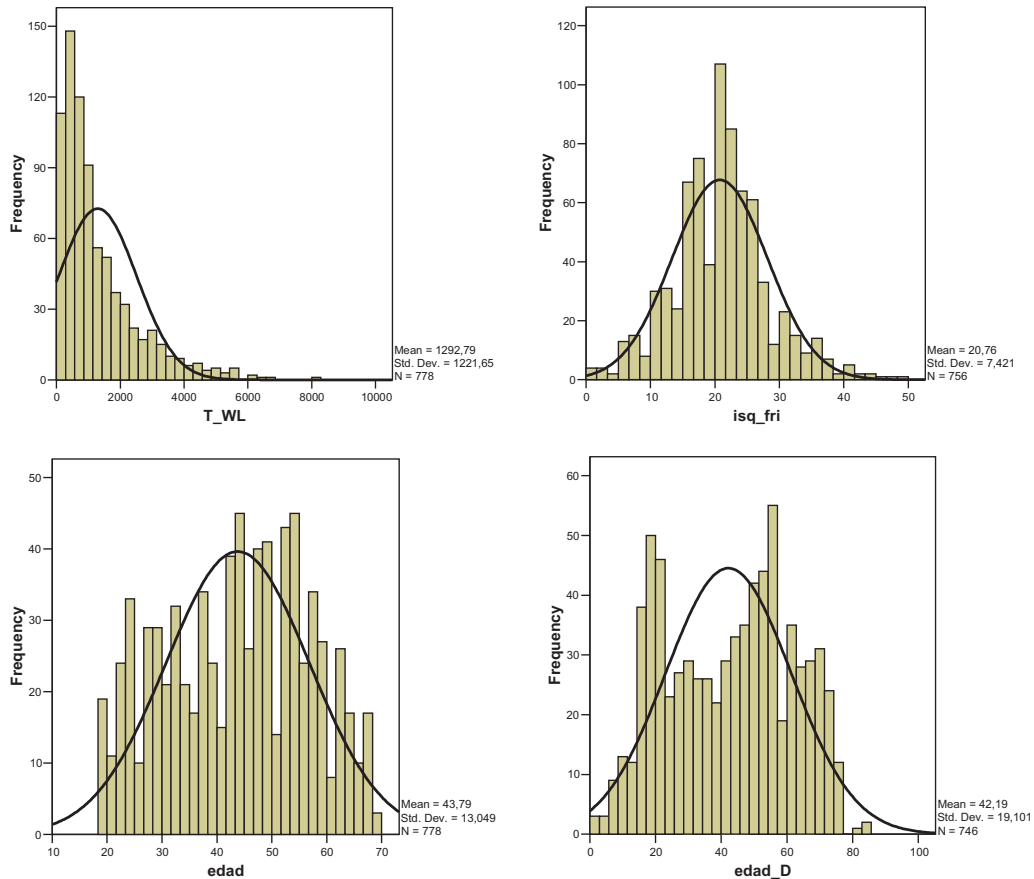 150
120
90
60
30
0
Frequency
0 2000 4000 6000 8000 10000
T_WL
Mean = 1292,79
Std. Dev. = 1221,65
N = 778
120
100
80
60
40
20
0
Frequency
0 10 20 30 40 50
isq_fri
Mean = 20,76
Std. Dev. = 7,421
N = 756
50
40
30
20
10
0
Frequency
10 20 30 40 50 60 70
edad
Mean = 43,79
Std. Dev. = 13,049
N = 778
60
50
40
30
20
10
0
Frequency
0 20 40 60 80 100
edad_D
Mean = 42,19
Std. Dev. = 19,101
N = 746